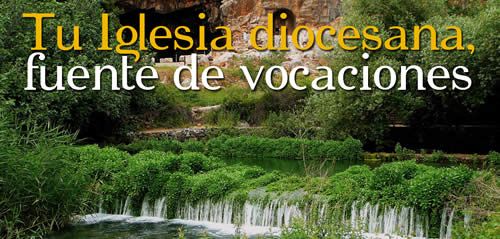 Tu Iglesia diocesana,
fuente de vocaciones